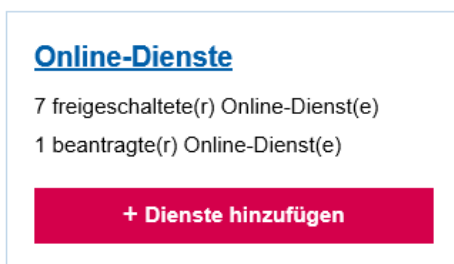 Online-Dienste
7 freigeschaltete(r) Online-Dienst(e)
1 beantragte(r) Online-Dienst(e)
+ Dienste hinzufügen